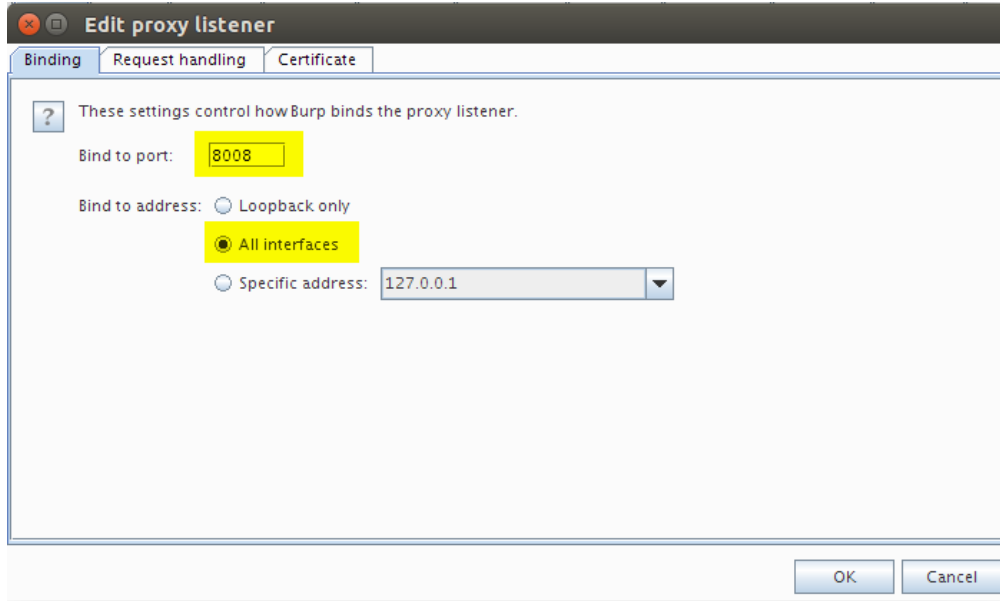 Edit proxy listener
Binding Request handling Certificate
? These settings control how Burp binds the proxy listener.
Bind to port: 8008
Bind to address: Loopback only
All interfaces
Specific address: 127.0.0.1
OK Cancel